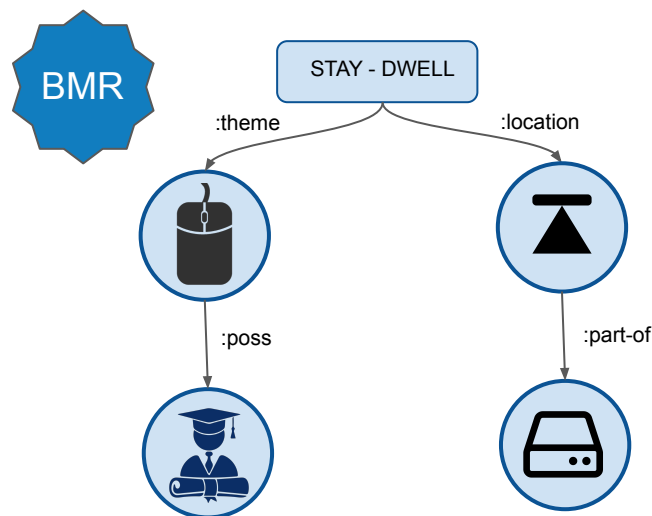 BMR
STAY - DWELL
:theme
:location
:poss
:part-of